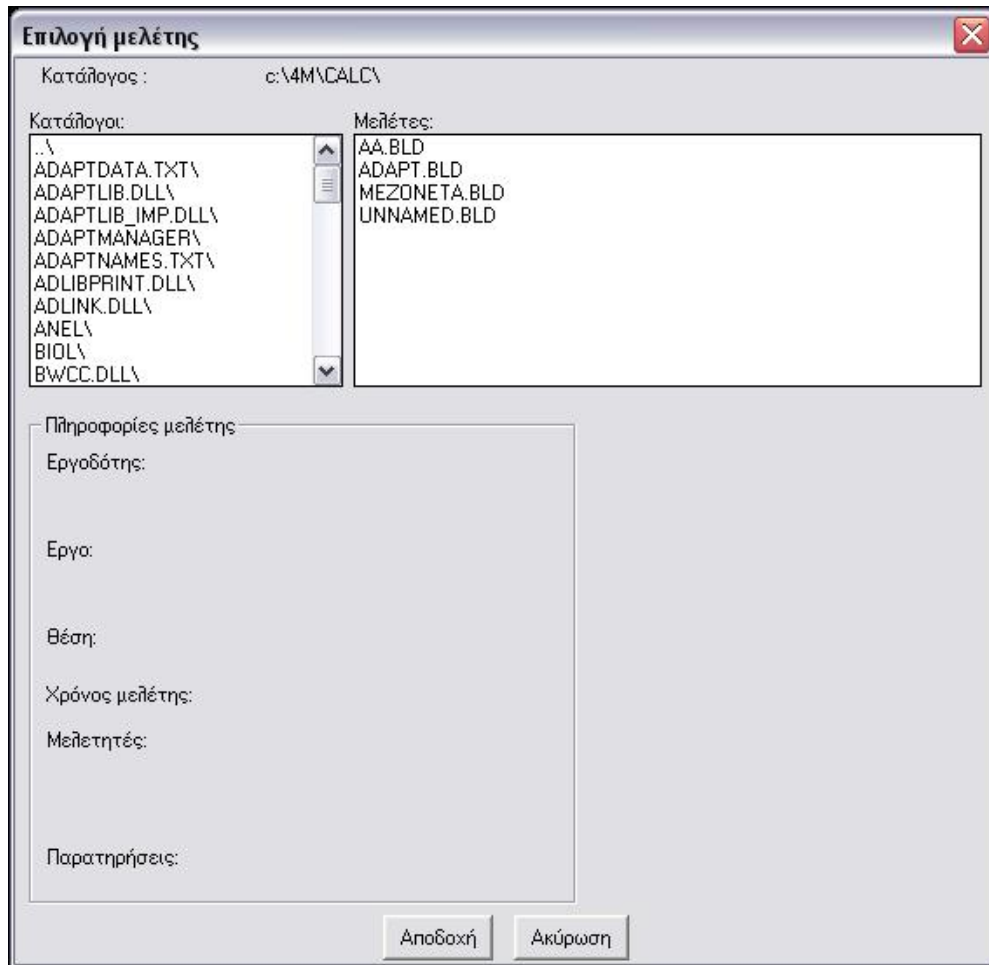 Επιλογή μελέτης
Κατάλογος : c:\4M\CALC\
Κατάλογοι: Μελέτες:
..\ AA.BLD
ADAPTDATA.TXT\ ADAPT.BLD
ADAPTLIB.DLL\ MEZONETA.BLD
ADAPTLIB_IMP.DLL\ UNNAMED.BLD
ADAPTMANAGER\
ADAPTNAMES.TXT\
ADLIBPRINT.DLL\
ADLINK.DLL\
ANEL\
BIOL\
BWCC.DLL\
Πληροφορίες μελέτης
Εργοδότης:
Εργο:
Θέση:
Χρόνος μελέτης:
Μελετητές:
Παρατηρήσεις:
Αποδοχή Ακύρωση